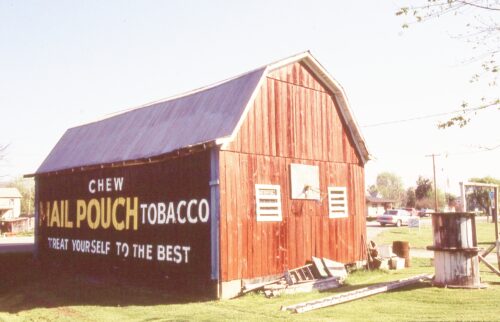 CHEW
MAIL POUCH TOBACCO
TREAT YOURSELF TO THE BEST